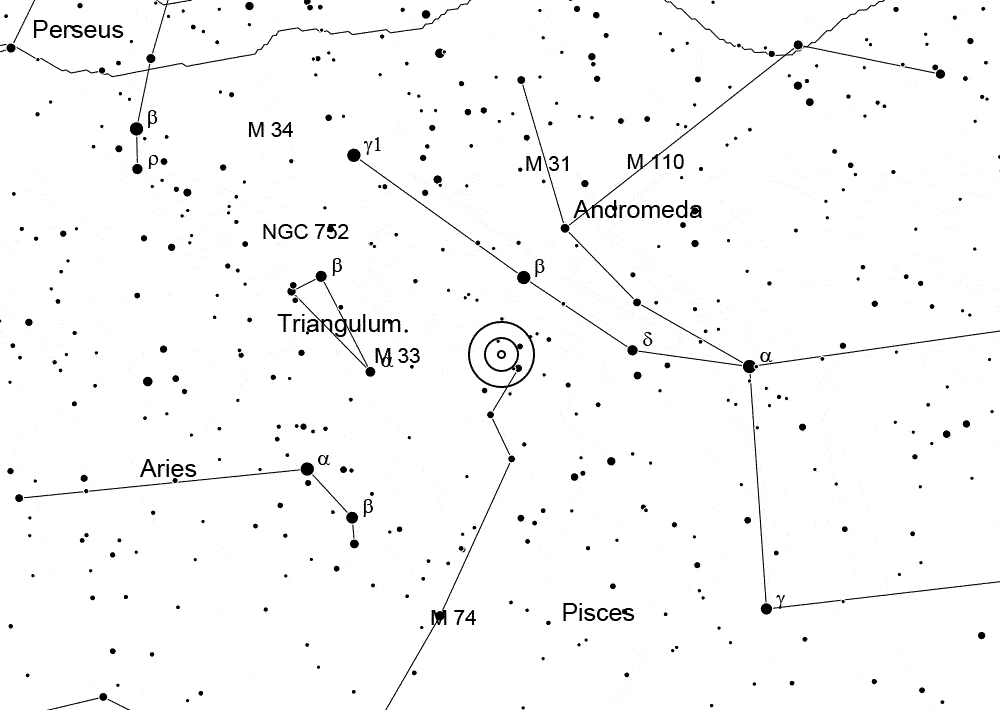 Perseus
β
M 34
γ1
ρ
M 31
M 110
Andromeda
NGC 752
β
β
Triangulum
δ
M 33
α
α
α
Aries
β
γ
Pisces
M 74